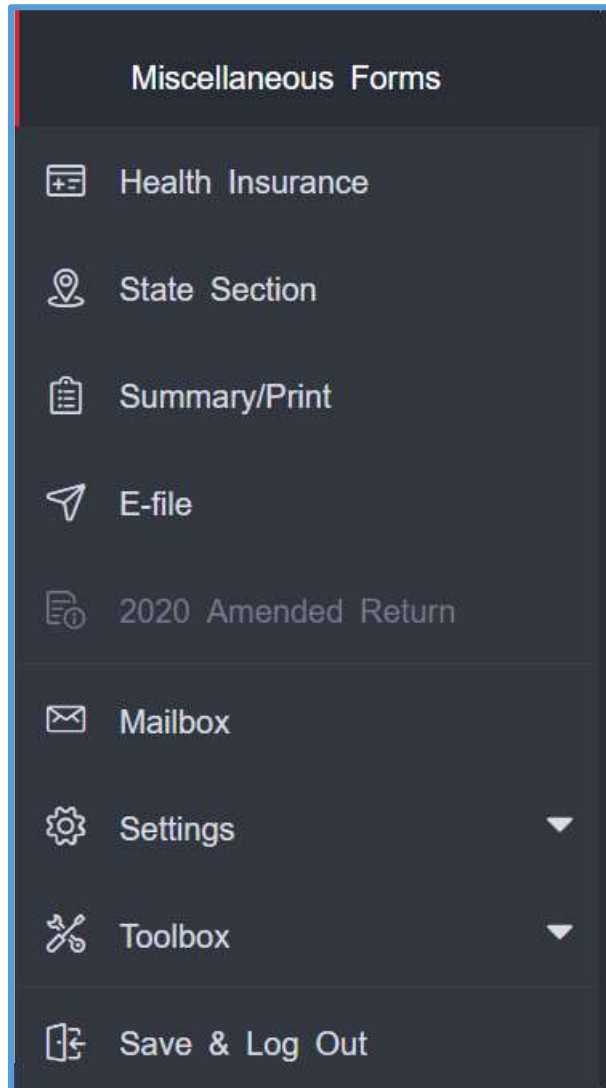 Miscellaneous Forms
Health Insurance
State Section
Summary/Print
E-file
2020 Amended Return
Mailbox
Settings
Toolbox
Save & Log Out